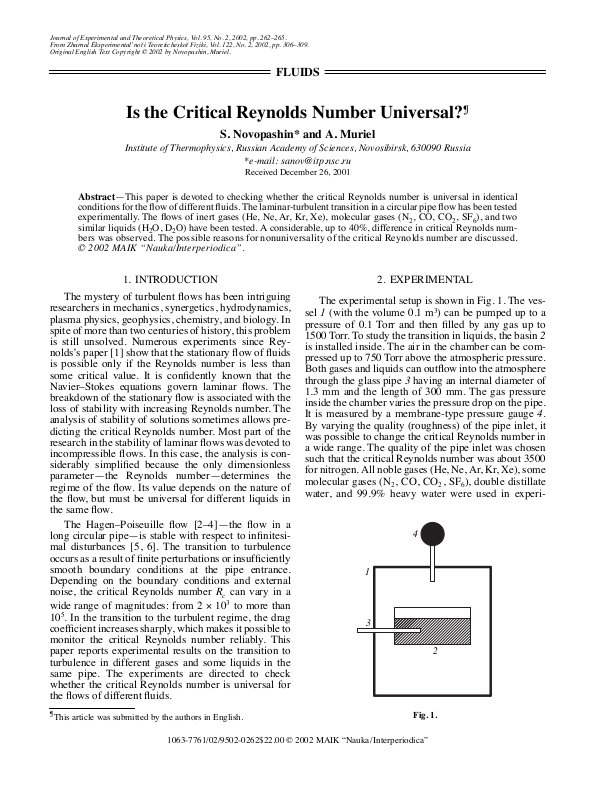 Journal of Experimental and Theoretical Physics, Vol. 95, No. 2, 2002, pp. 262–265.
From Zhurnal Éksperimental’noĭ i Teoreticheskoĭ Fiziki, Vol. 122, No. 2, 2002, pp. 306–309.
Original English Text Copyright © 2002 by Novopashin, Muriel.
FLUIDS
Is the Critical Reynolds Number Universal?¶
S. Novopashin* and A. Muriel
Institute of Thermophysics, Russian Academy of Sciences, Novosibirsk, 630090 Russia
*e-mail: sanov@itp.nsc.ru
Received December 26, 2001
Abstract—This paper is devoted to checking whether the critical Reynolds number is universal in identical
conditions for the flow of different fluids. The laminar-turbulent transition in a circular pipe flow has been tested
experimentally. The flows of inert gases (He, Ne, Ar, Kr, Xe), molecular gases (N2, CO, CO2, SF6), and two
similar liquids (H2O, D2O) have been tested. A considerable, up to 40%, difference in critical Reynolds num-
bers was observed. The possible reasons for nonuniversality of the critical Reynolds number are discussed.
© 2002 MAIK “Nauka/Interperiodica”.
1. INTRODUCTION
The mystery of turbulent flows has been intriguing
researchers in mechanics, synergetics, hydrodynamics,
plasma physics, geophysics, chemistry, and biology. In
spite of more than two centuries of history, this problem
is still unsolved. Numerous experiments since Rey-
nolds’s paper [1] show that the stationary flow of fluids
is possible only if the Reynolds number is less than
some critical value. It is confidently known that the
Navier–Stokes equations govern laminar flows. The
breakdown of the stationary flow is associated with the
loss of stability with increasing Reynolds number. The
analysis of stability of solutions sometimes allows pre-
dicting the critical Reynolds number. Most part of the
research in the stability of laminar flows was devoted to
incompressible flows. In this case, the analysis is con-
siderably simplified because the only dimensionless
parameter—the Reynolds number—determines the
regime of the flow. Its value depends on the nature of
the flow, but must be universal for different liquids in
the same flow.
The Hagen–Poiseuille flow [2–4]—the flow in a
long circular pipe—is stable with respect to infinitesi-
mal disturbances [5, 6]. The transition to turbulence
occurs as a result of finite perturbations or insufficiently
smooth boundary conditions at the pipe entrance.
Depending on the boundary conditions and external
noise, the critical Reynolds number Rc can vary in a
wide range of magnitudes: from 2 × 10³ to more than
10⁵. In the transition to the turbulent regime, the drag
coefficient increases sharply, which makes it possible to
monitor the critical Reynolds number reliably. This
paper reports experimental results on the transition to
turbulence in different gases and some liquids in the
same pipe. The experiments are directed to check
whether the critical Reynolds number is universal for
the flows of different fluids.
¶This article was submitted by the authors in English.
2. EXPERIMENTAL
The experimental setup is shown in Fig. 1. The ves-
sel 1 (with the volume 0.1 m³) can be pumped up to a
pressure of 0.1 Torr and then filled by any gas up to
1500 Torr. To study the transition in liquids, the basin 2
is installed inside. The air in the chamber can be com-
pressed up to 750 Torr above the atmospheric pressure.
Both gases and liquids can outflow into the atmosphere
through the glass pipe 3 having an internal diameter of
1.3 mm and the length of 300 mm. The gas pressure
inside the chamber varies the pressure drop on the pipe.
It is measured by a membrane-type pressure gauge 4.
By varying the quality (roughness) of the pipe inlet, it
was possible to change the critical Reynolds number in
a wide range. The quality of the pipe inlet was chosen
such that the critical Reynolds number was about 3500
for nitrogen. All noble gases (He, Ne, Ar, Kr, Xe), some
molecular gases (N2, CO, CO2, SF6), double distillate
water, and 99.9% heavy water were used in experi-
4
1
3
2
Fig. 1.
1063-7761/02/9502-0262$22.00 © 2002 MAIK “Nauka/Interperiodica”